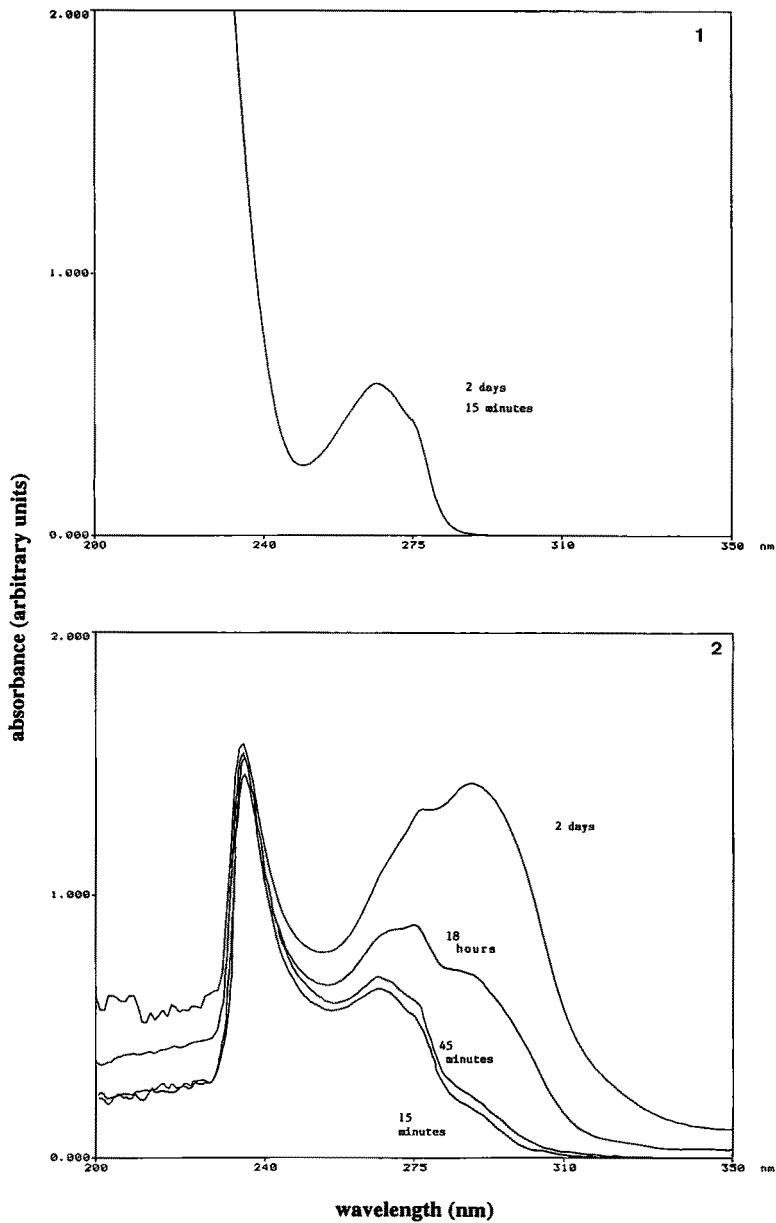 2.000
1
1.000
2 days
15 minutes
0.000
200
240
275
310
350 nm
absorbance (arbitrary units)
2.000
2
2 days
1.000
18
hours
45
minutes
15
minutes
0.000
200
240
275
310
350 nm
wavelength (nm)